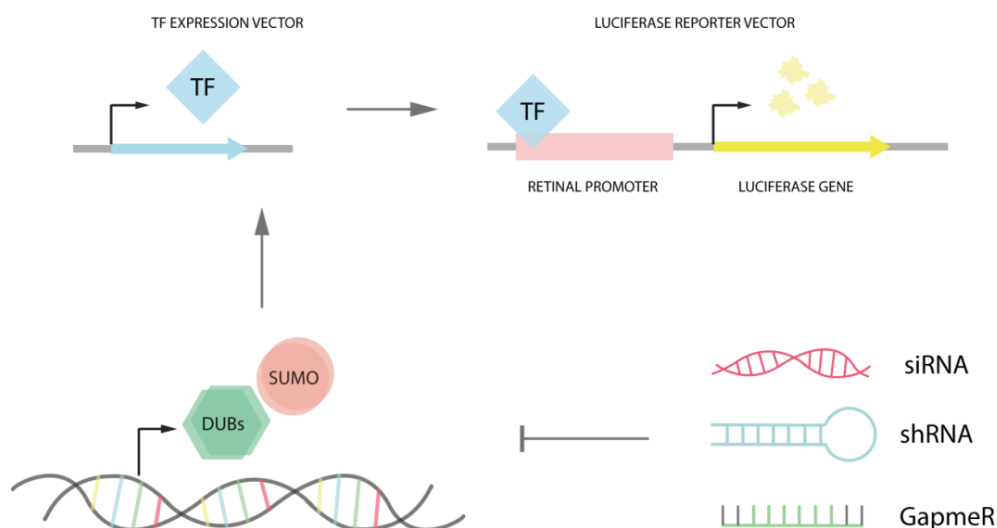 TF EXPRESSION VECTOR
LUCIFERASE REPORTER VECTOR
TF
TF
RETINAL PROMOTER
LUCIFERASE GENE
SUMO
DUBs
siRNA
shRNA
GapmeR